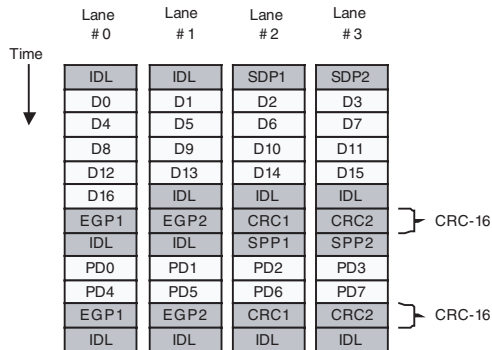 Lane Lane Lane Lane
# 0 # 1 # 2 # 3
Time
IDL IDL SDP1 SDP2
D0 D1 D2 D3
D4 D5 D6 D7
D8 D9 D10 D11
D12 D13 D14 D15
D16 IDL IDL IDL
EGP1 EGP2 CRC1 CRC2 CRC-16
IDL IDL SPP1 SPP2
PD0 PD1 PD2 PD3
PD4 PD5 PD6 PD7
EGP1 EGP2 CRC1 CRC2 CRC-16
IDL IDL IDL IDL